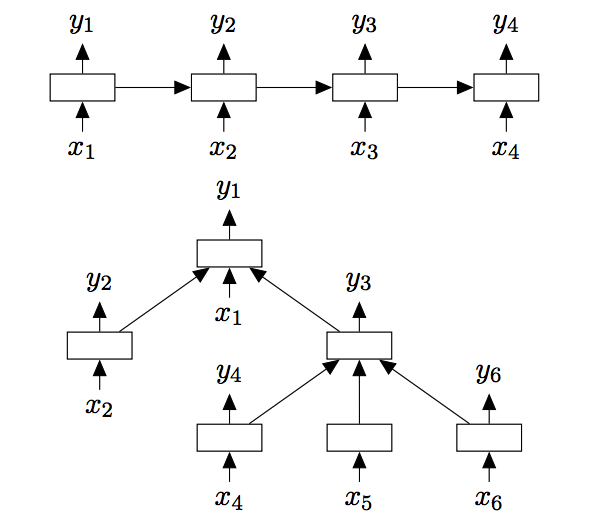 y₁ y₂ y₃ y₄
x₁ x₂ x₃ x₄
y₁
y₂ x₁ y₃
x₂ y₄ y₆
x₄ x₅ x₆